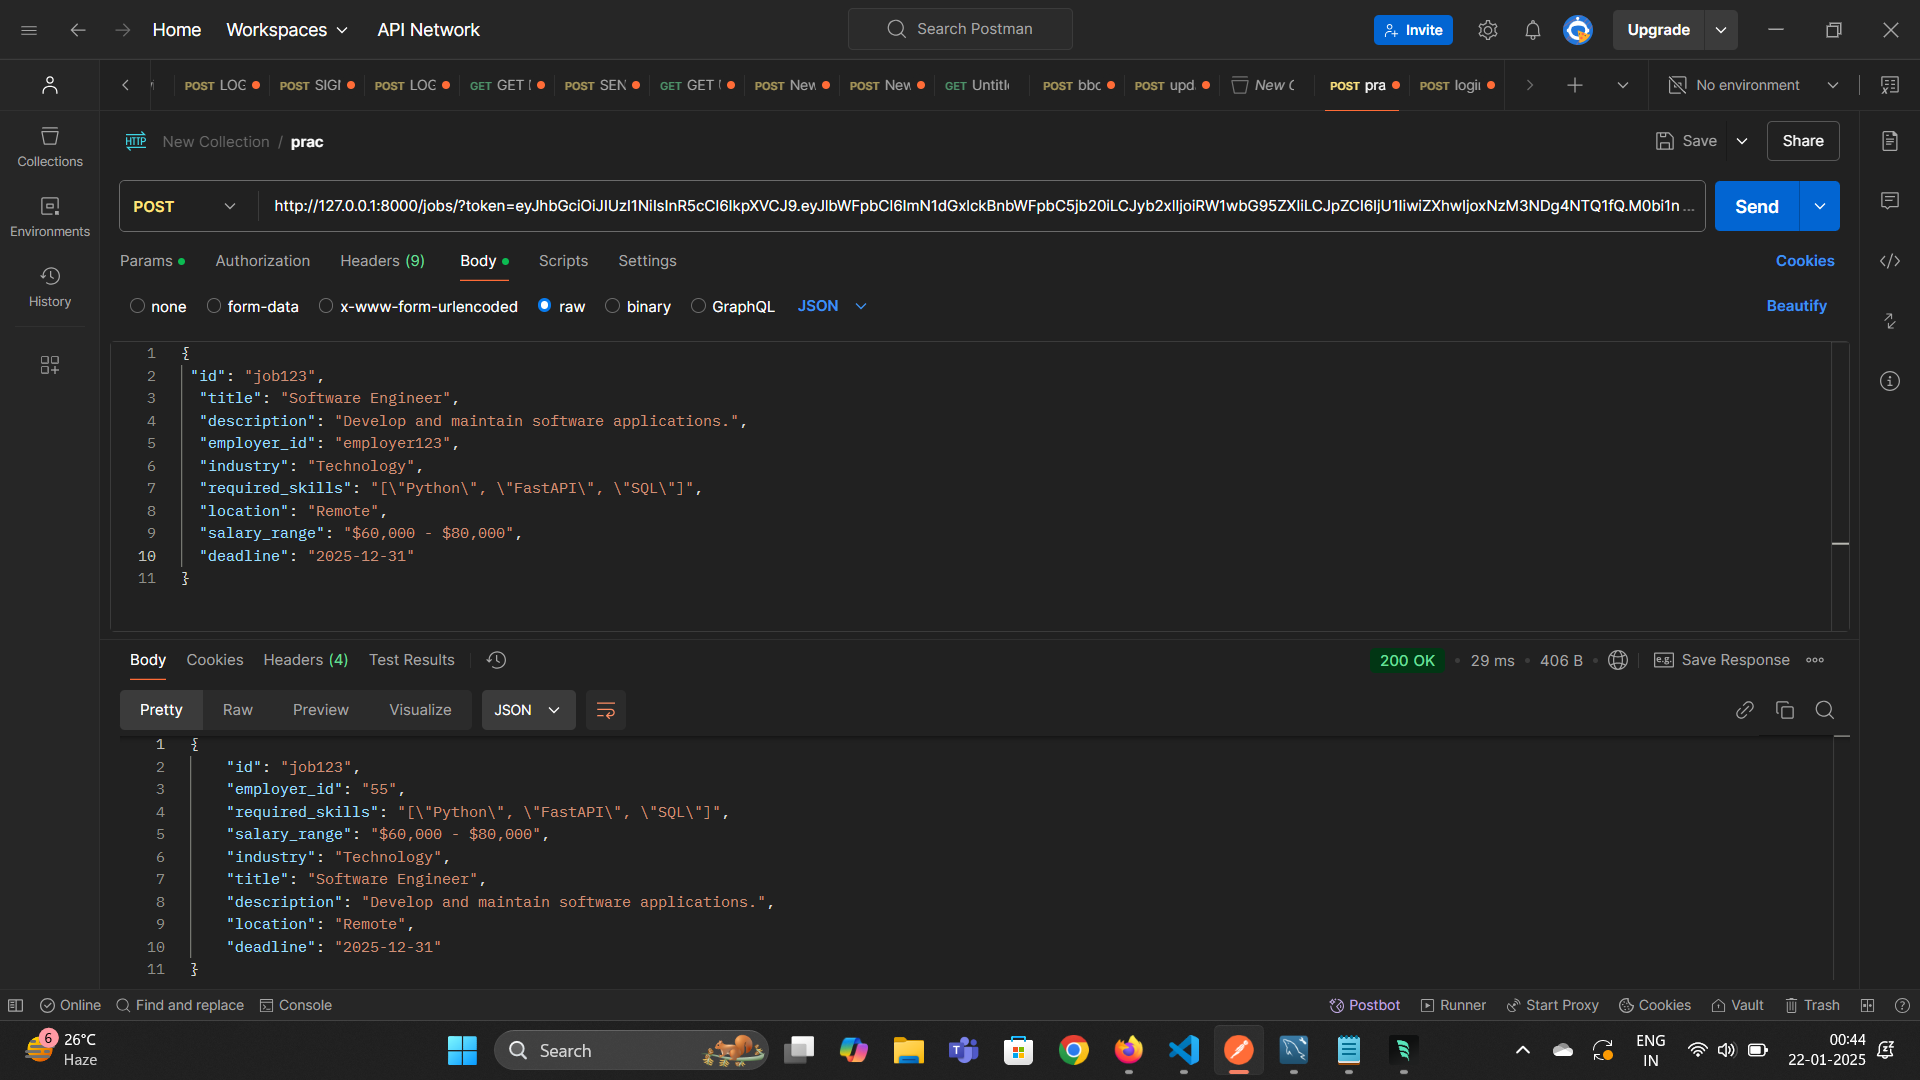 Home Workspaces API Network Search Postman Invite Upgrade
POST LOG POST SIGI POST LOG GET GET I POST SEN GET GET ( POST New POST New GET Untitle POST bbc POST upd New C POST pra POST login No environment
HTTP New Collection / prac Save Share
Collections
Environments
History
POST http://127.0.0.1:8000/jobs/?token=eyJhbGciOiJIUzI1NiIsInR5cCI6IkpXVCJ9.eyJlbWFpbCI6ImN1dGxlckBnbWFpbC5jb20iLCJyb2xlIjoiRW1wbG95ZXIiLCJpZCI6IjU1IiwiZXhwIjoxNzM3NDg4NTQ1fQ.M0bi1n ... Send
Params Authorization Headers (9) Body Scripts Settings Cookies
none form-data x-www-form-urlencoded raw binary GraphQL JSON Beautify
1 {
2 "id": "job123",
3 "title": "Software Engineer",
4 "description": "Develop and maintain software applications.",
5 "employer_id": "employer123",
6 "industry": "Technology",
7 "required_skills": "[\"Python\", \"FastAPI\", \"SQL\"]",
8 "location": "Remote",
9 "salary_range": "$60,000 - $80,000",
10 "deadline": "2025-12-31"
11 }
Body Cookies Headers (4) Test Results 200 OK • 29 ms • 406 B • e.g. Save Response
Pretty Raw Preview Visualize JSON
1 {
2 "id": "job123",
3 "employer_id": "55",
4 "required_skills": "[\"Python\", \"FastAPI\", \"SQL\"]",
5 "salary_range": "$60,000 - $80,000",
6 "industry": "Technology",
7 "title": "Software Engineer",
8 "description": "Develop and maintain software applications.",
9 "location": "Remote",
10 "deadline": "2025-12-31"
11 }
Online Find and replace Console Postbot Runner Start Proxy Cookies Vault Trash
6 26°C
Haze
Search
ENG
IN
00:44
22-01-2025